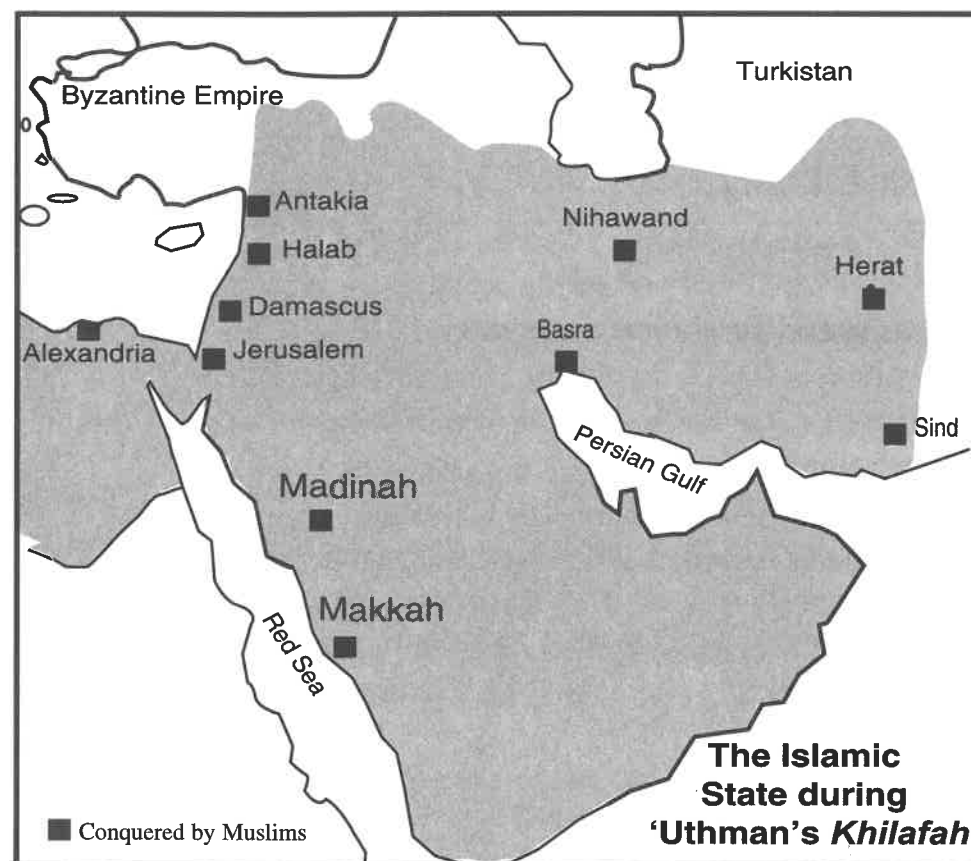 Turkistan
Byzantine Empire
0
Antakia
Nihawand
Halab
Herat
Damascus
Basra
Alexandria
Jerusalem
Sind
Persian Gulf
Madinah
Makkah
Red Sea
The Islamic
State during
‘Uthman’s Khilafah
Conquered by Muslims